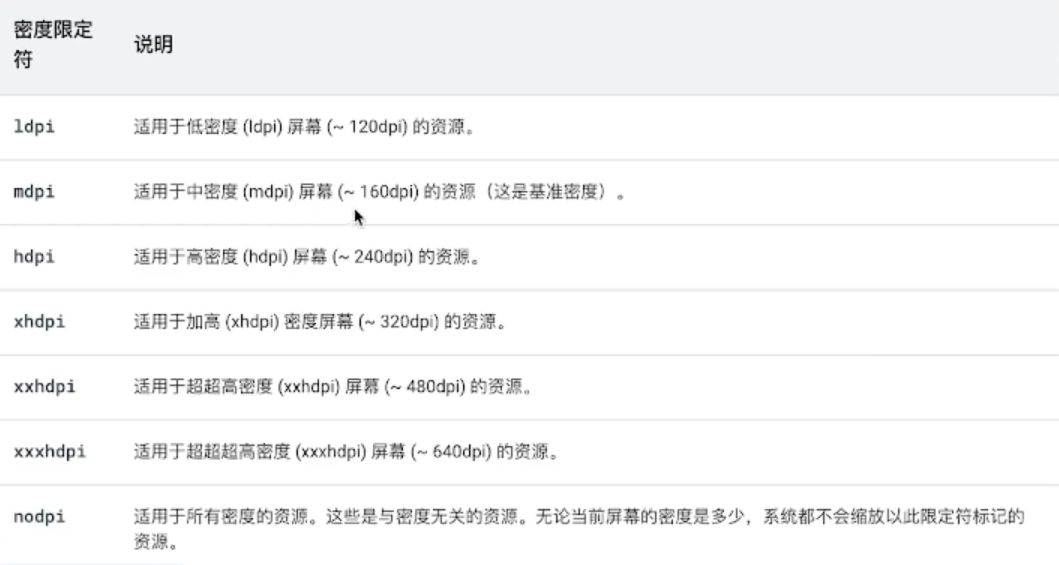 密度限定
符
说明
ldpi
适用于低密度 (ldpi) 屏幕 (~ 120dpi) 的资源。
mdpi
适用于中密度 (mdpi) 屏幕 (~ 160dpi) 的资源（这是基准密度）。
hdpi
适用于高密度 (hdpi) 屏幕 (~ 240dpi) 的资源。
xhdpi
适用于加高 (xhdpi) 密度屏幕 (~ 320dpi) 的资源。
xxhdpi
适用于超超高密度 (xxhdpi) 屏幕 (~ 480dpi) 的资源。
xxxhdpi
适用于超超超高密度 (xxxhdpi) 屏幕 (~ 640dpi) 的资源。
nodpi
适用于所有密度的资源。这些是与密度无关的资源。无论当前屏幕的密度是多少，系统都不会缩放以此限定符标记的
资源。